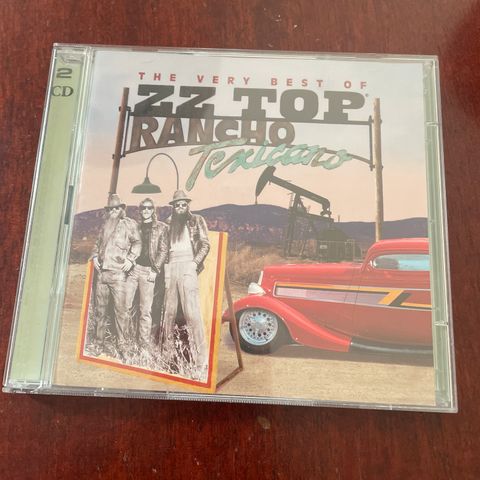 2
CD
THE VERY BEST OF
ZZ TOP®
RANCHO
Texicano